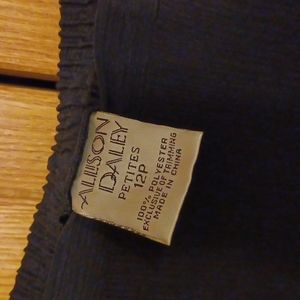 ALLISON
DALEY
PETITES
12P
100% POLYESTER
EXCLUSIVE OF TRIMMING
MADE IN CHINA